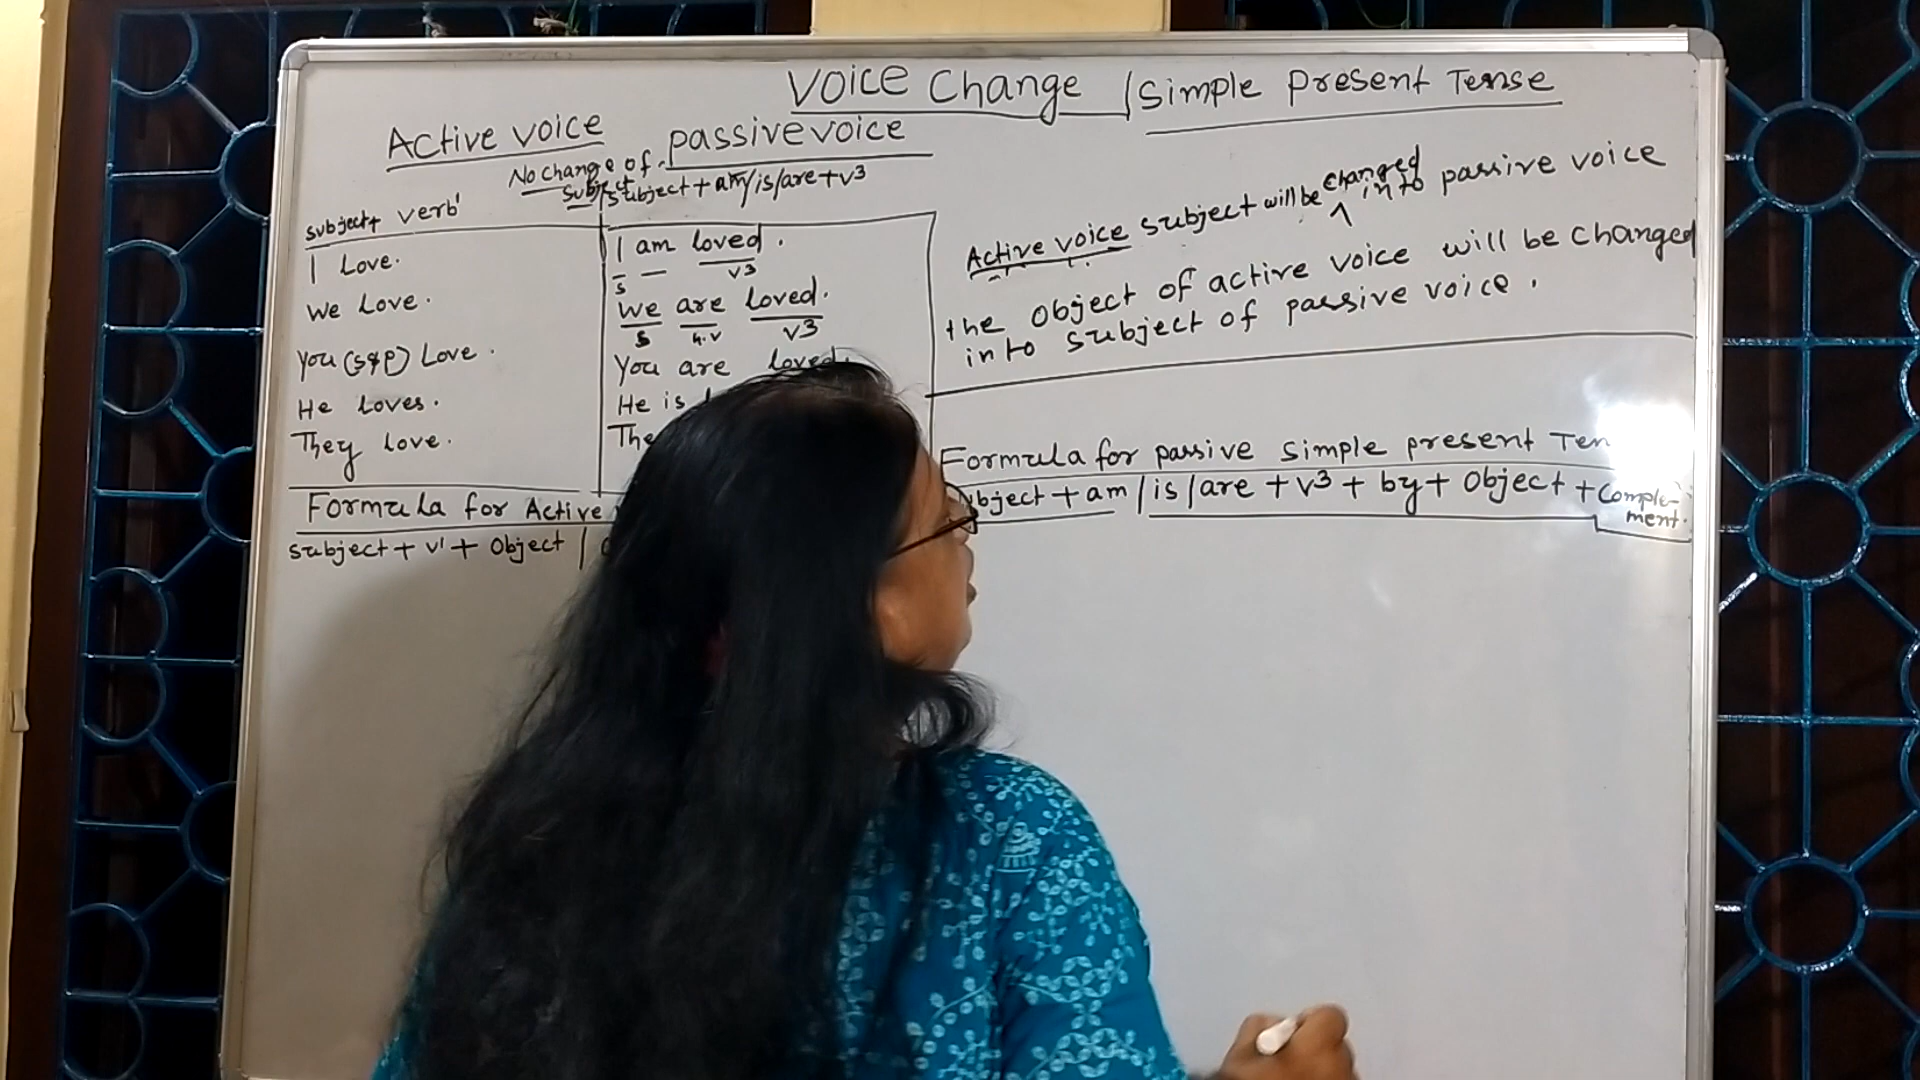 Voice Change / Simple Present Tense
Active voice
passive voice
No change of
subject/subject + am/is/are + v3
subject+ verb'
I Love.
We Love.
You (S&P) Love.
He Loves.
They love.
I am loved.
S v3
We are loved.
S h.v v3
You are loved.
He is
Active voice subject will be changed into passive voice
the object of active voice will be changed
into subject of passive voice.
Formula for Active
subject + v' + object /
Formula for passive simple present Ten
bject + am / is / are + v3 + by + object + comple-
ment.